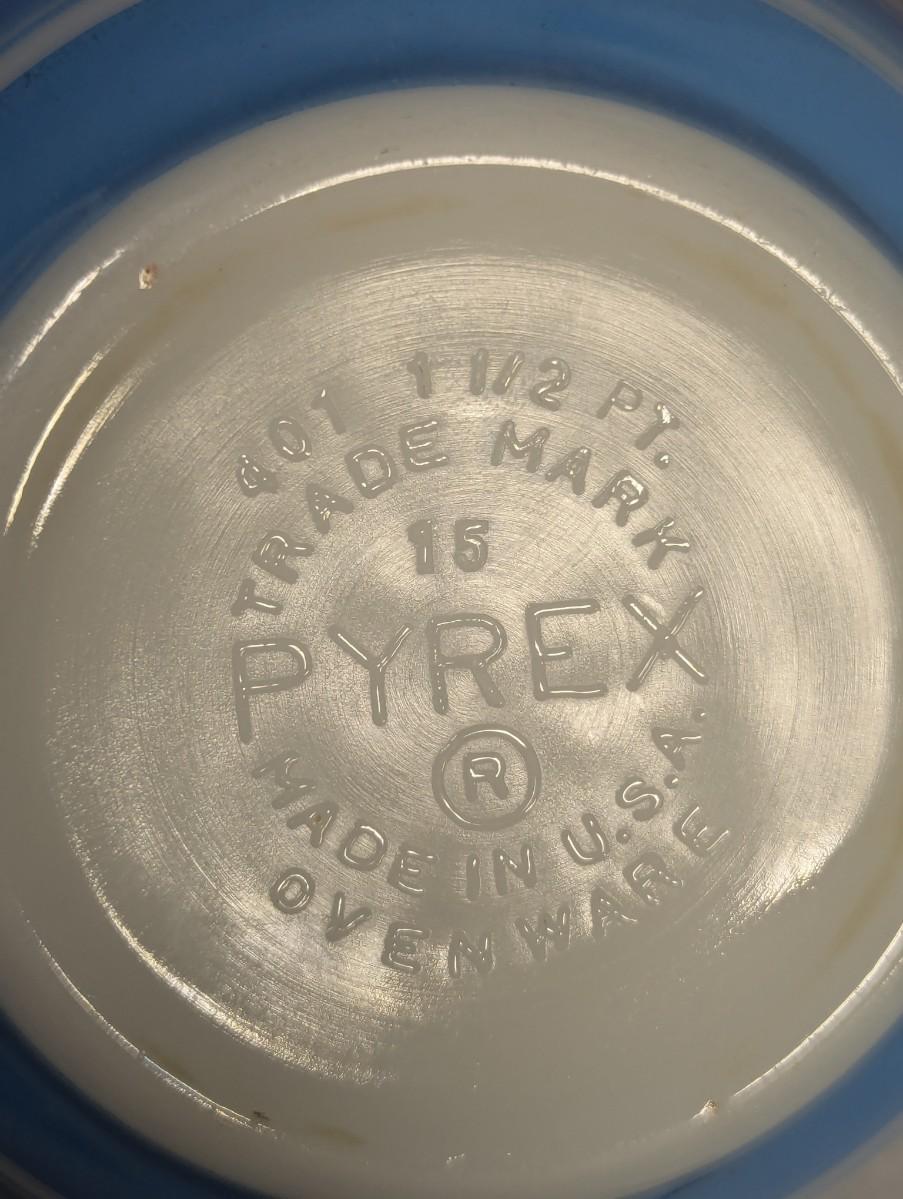 401 1 1/2 PT.
TRADE MARK
15
PYREX
®
MADE IN U.S.A.
OVENWARE